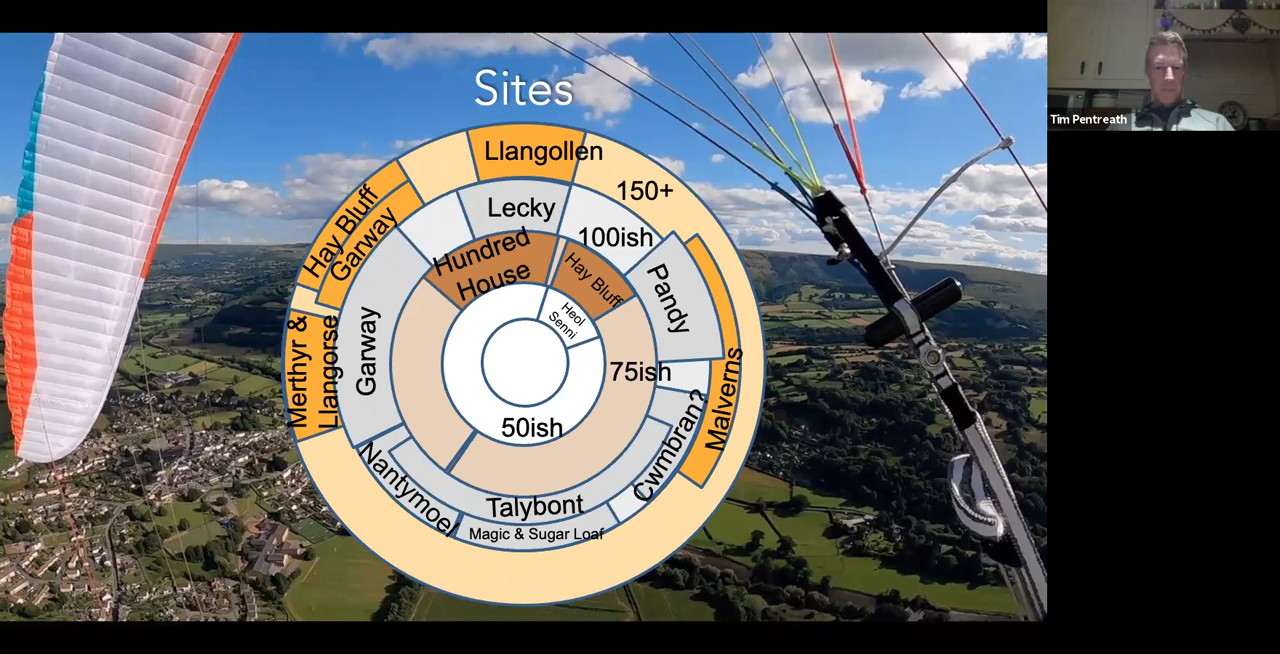 Sites
Tim Pentreath
Llangollen
150+
Lecky
100ish
Hay Bluff
Garway
Hundred
House
Hay Bluff
Pandy
Heol
Senni
Merthyr &
Llangorse
Garway
75ish
Malverns
50ish
Cwmbran?
Nantymoel
Talybont
Magic & Sugar Loaf